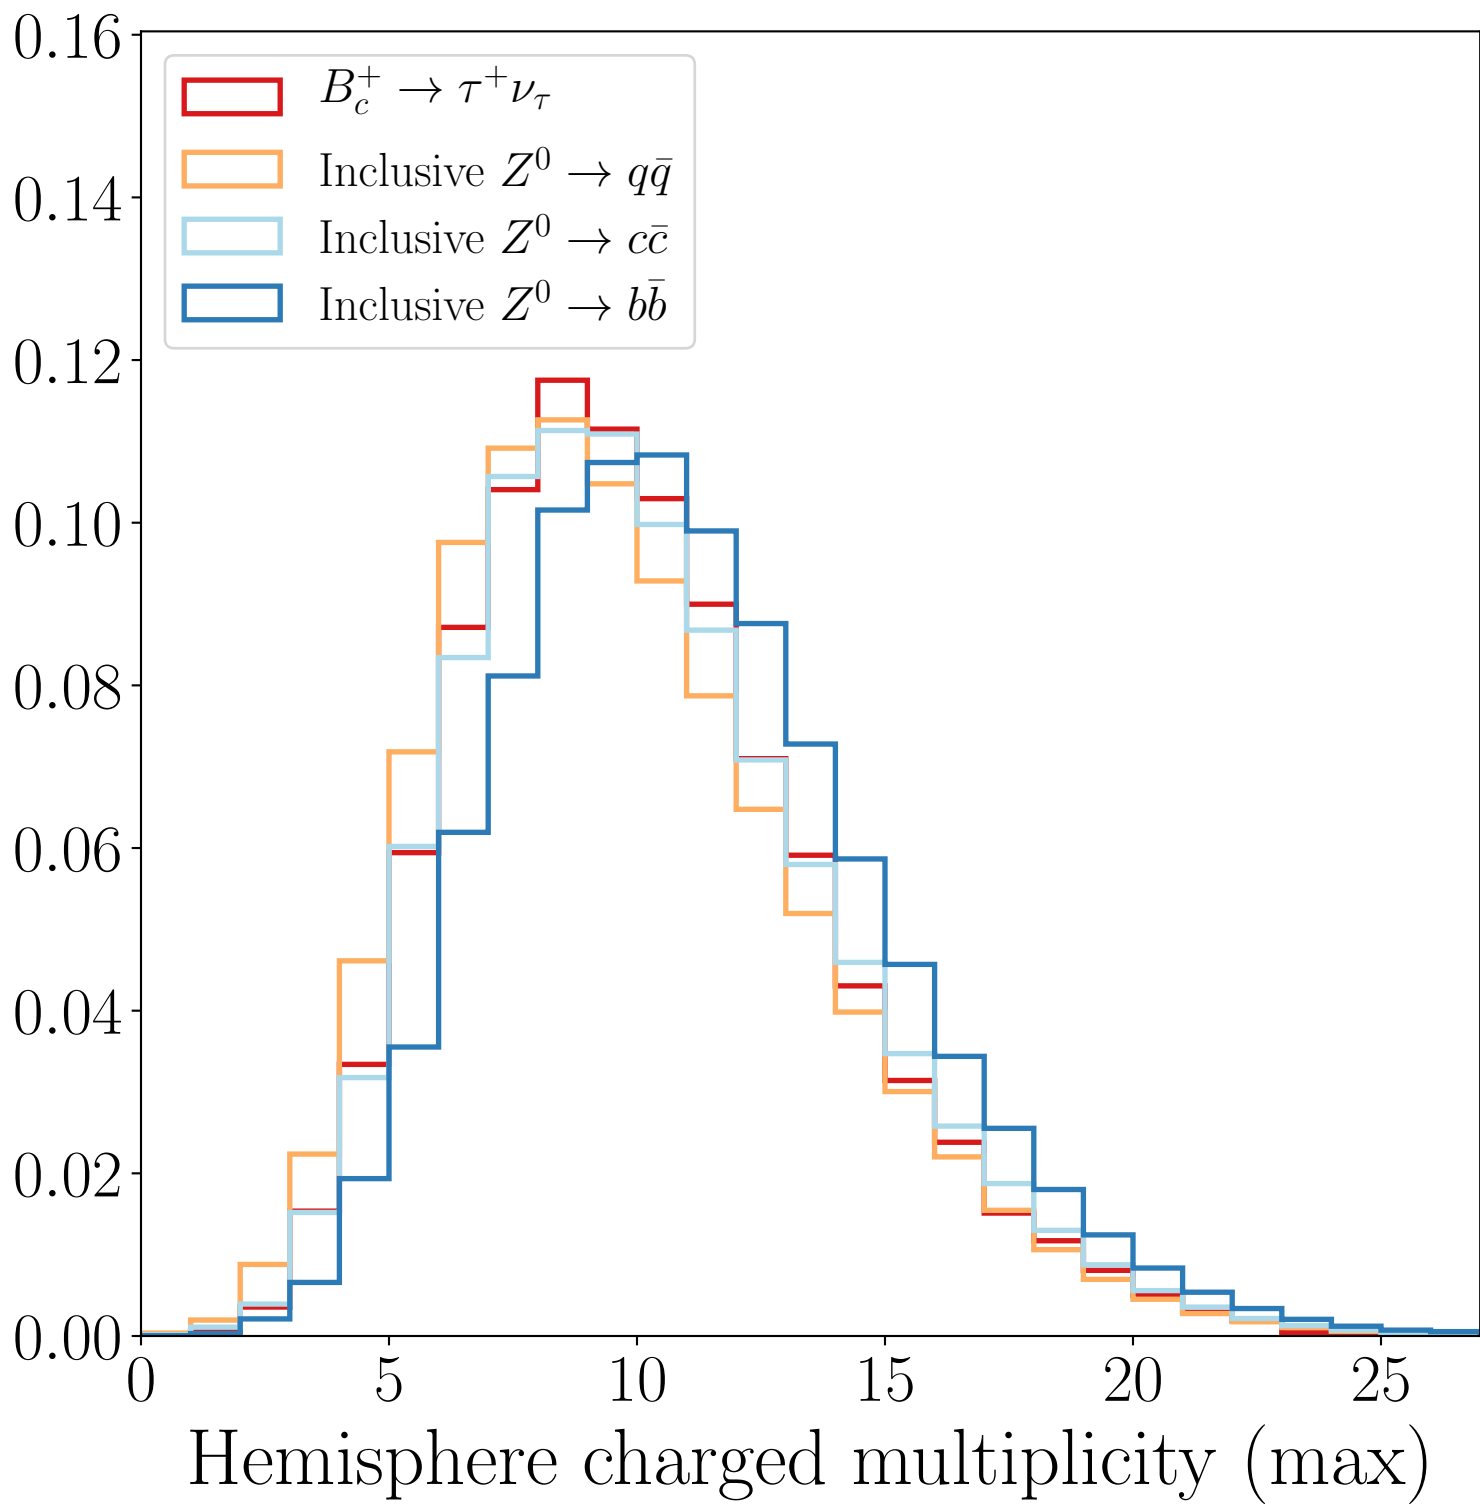 0.16
0.14
0.12
0.10
0.08
0.06
0.04
0.02
0.00
B_c^+ → τ^+ν_τ
Inclusive Z^0 → qq̄
Inclusive Z^0 → cc̄
Inclusive Z^0 → bb̄
0 5 10 15 20 25
Hemisphere charged multiplicity (max)